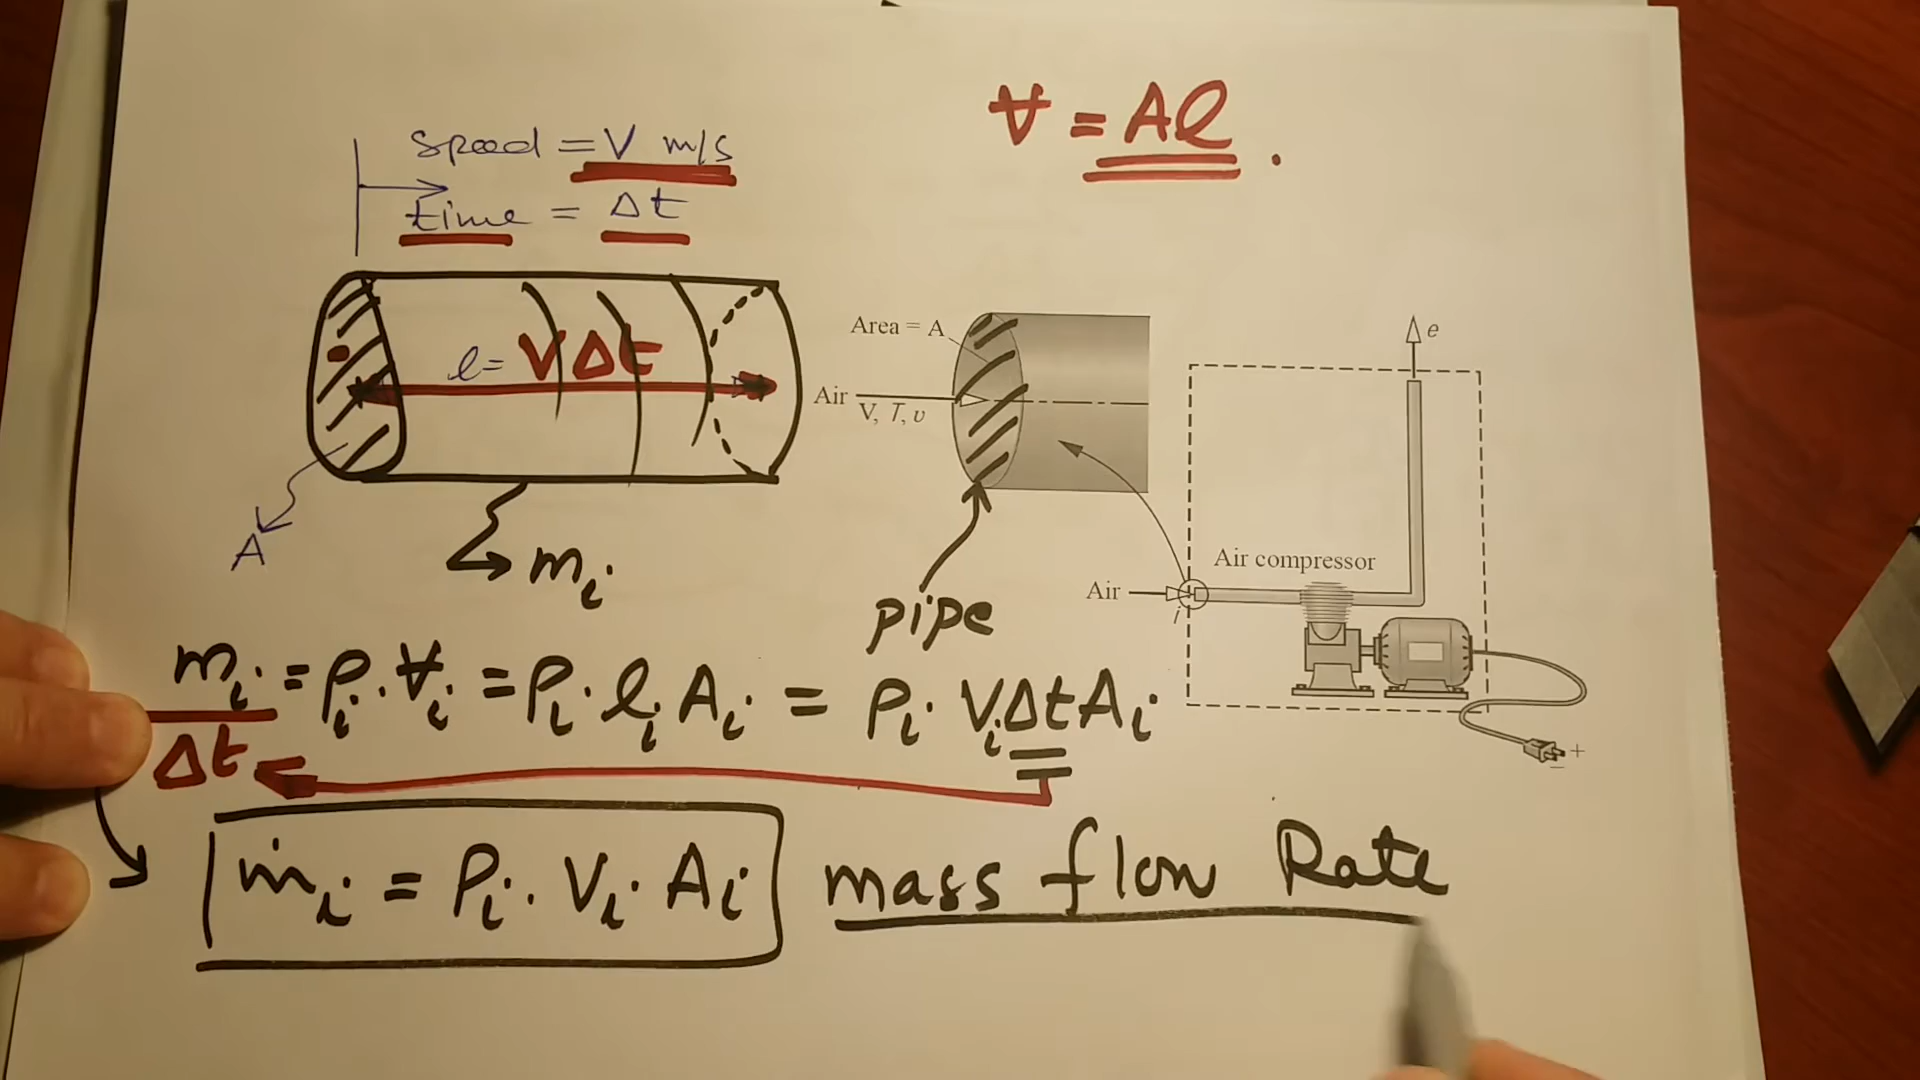 ∀ = Aℓ .
speed = V m/s
time = Δt
ℓ = VΔt
A
mᵢ
Area = A
Air
V, T, υ
pipe
e
Air compressor
Air
i
+
−
mᵢ/Δt = ρᵢ·∀ᵢ = ρᵢ·ℓᵢ Aᵢ = ρᵢ· VᵢΔt Aᵢ
ṁᵢ = ρᵢ·Vᵢ·Aᵢ mass flow Rate